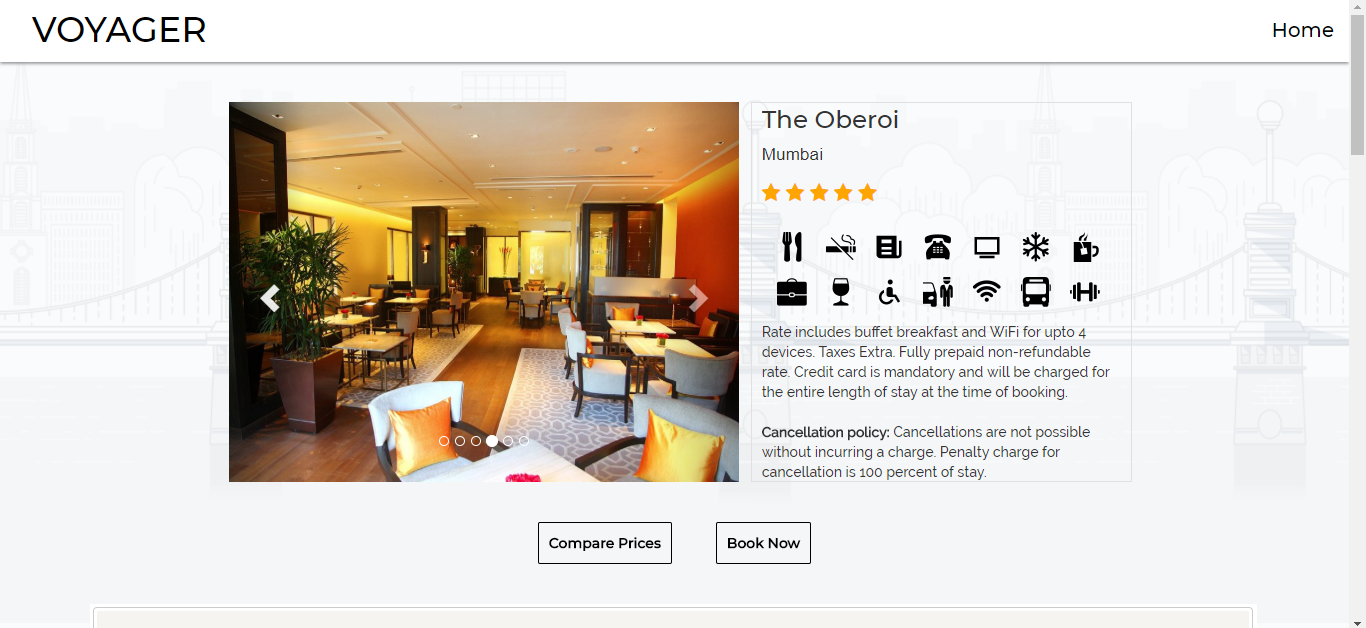 VOYAGER
Home
The Oberoi
Mumbai
Rate includes buffet breakfast and WiFi for upto 4
devices. Taxes Extra. Fully prepaid non-refundable
rate. Credit card is mandatory and will be charged for
the entire length of stay at the time of booking.
Cancellation policy: Cancellations are not possible
without incurring a charge. Penalty charge for
cancellation is 100 percent of stay.
Compare Prices
Book Now